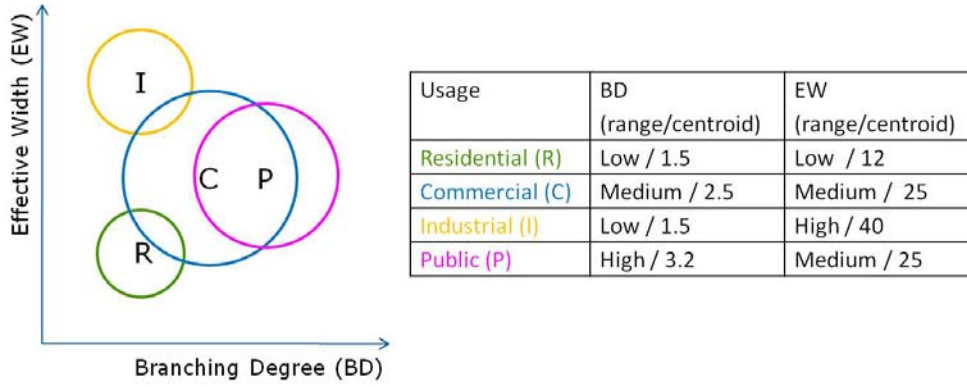 Effective Width (EW)
I
C P
R
Branching Degree (BD)
Usage BD (range/centroid) EW (range/centroid)
Residential (R) Low / 1.5 Low / 12
Commercial (C) Medium / 2.5 Medium / 25
Industrial (I) Low / 1.5 High / 40
Public (P) High / 3.2 Medium / 25